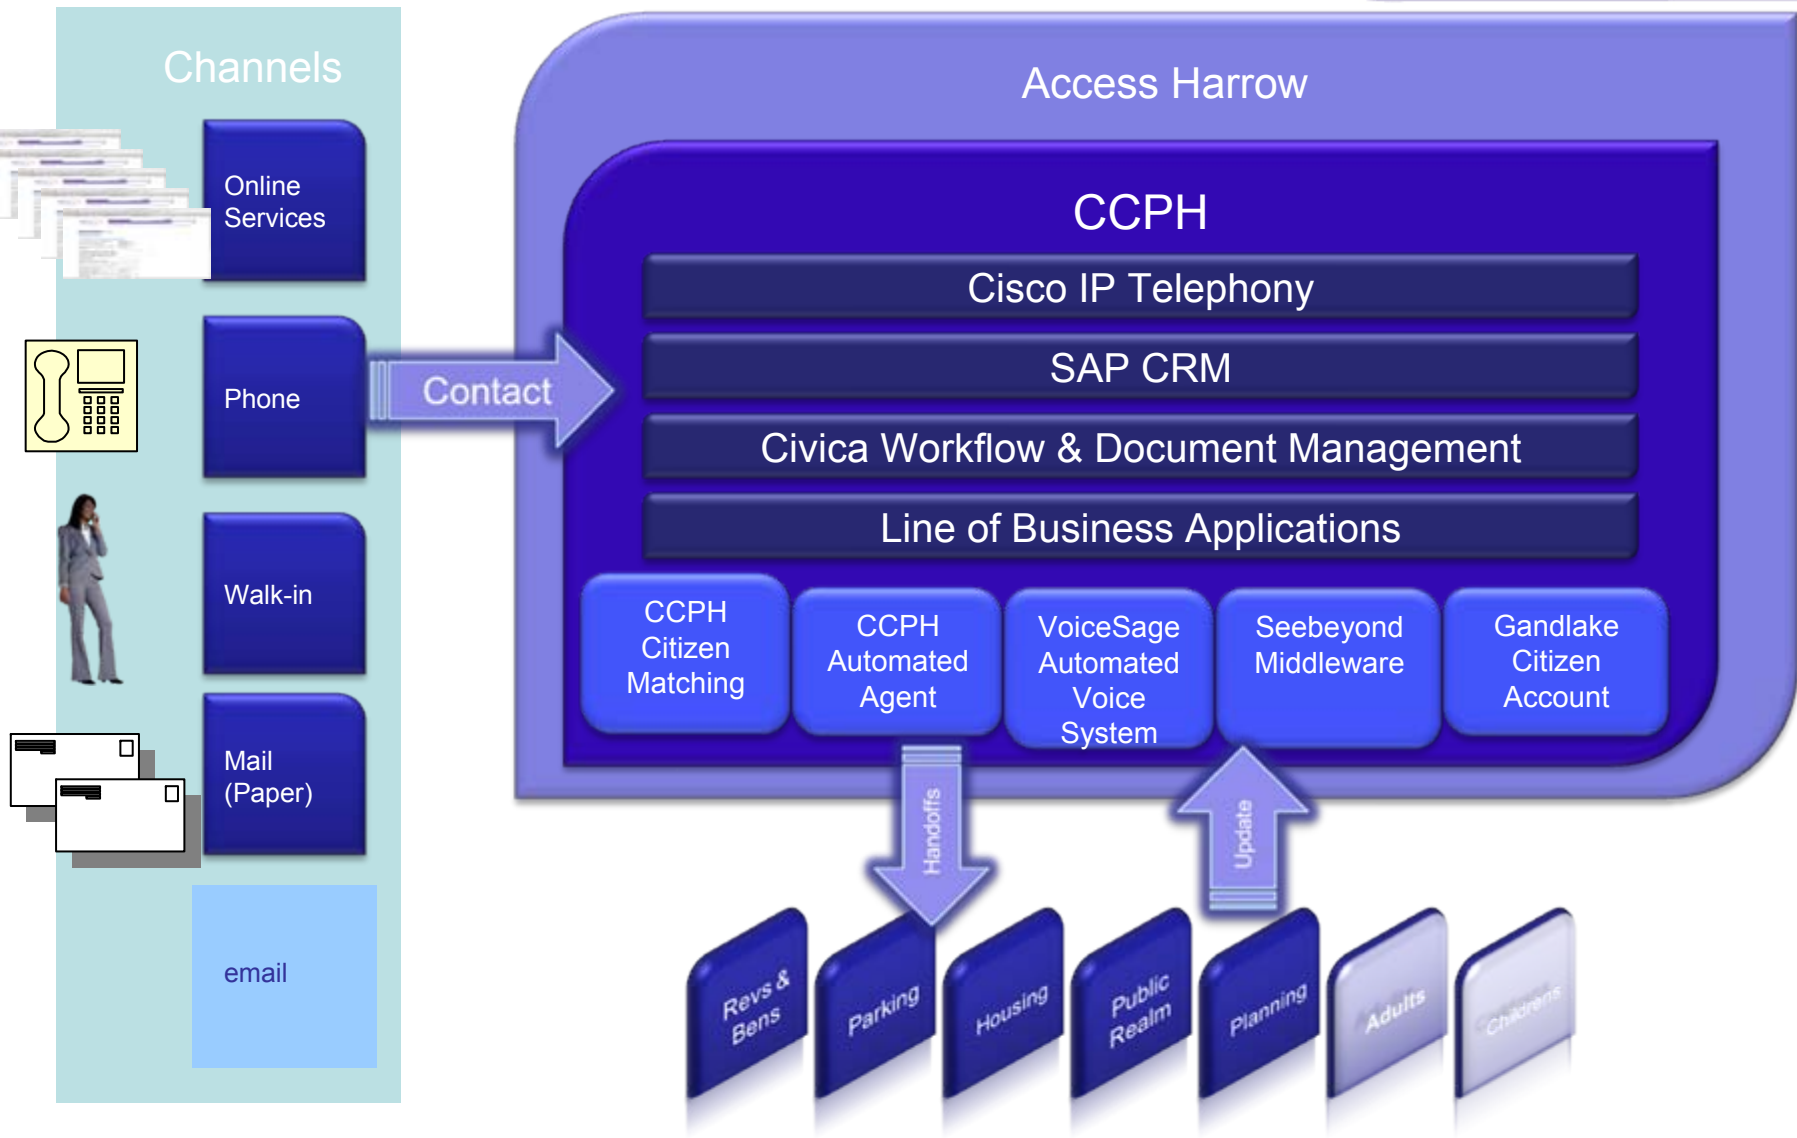 Channels
Online
Services
Phone
Walk-in
Mail
(Paper)
email
Contact
Access Harrow
CCPH
Cisco IP Telephony
SAP CRM
Civica Workflow & Document Management
Line of Business Applications
CCPH
Citizen
Matching
CCPH
Automated
Agent
VoiceSage
Automated
Voice
System
Seebeyond
Middleware
Gandlake
Citizen
Account
Handoffs
Update
Revs &
Bens
Parking
Housing
Public
Realm
Planning
Adults
Childrens